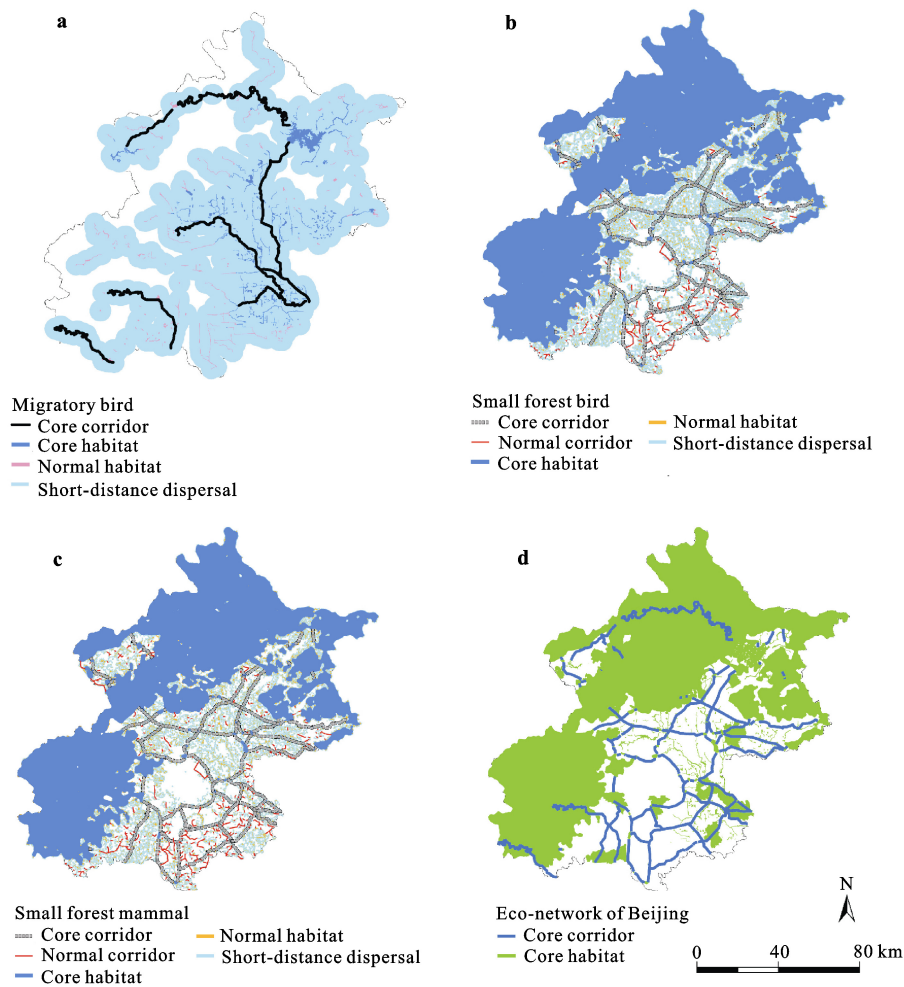 a
b
Migratory bird
Core corridor
Core habitat
Normal habitat
Short-distance dispersal
Small forest bird
Core corridor
Normal habitat
Normal corridor
Short-distance dispersal
Core habitat
c
d
Small forest mammal
Core corridor
Normal habitat
Normal corridor
Short-distance dispersal
Core habitat
Eco-network of Beijing
Core corridor
Core habitat
N
0 40 80 km